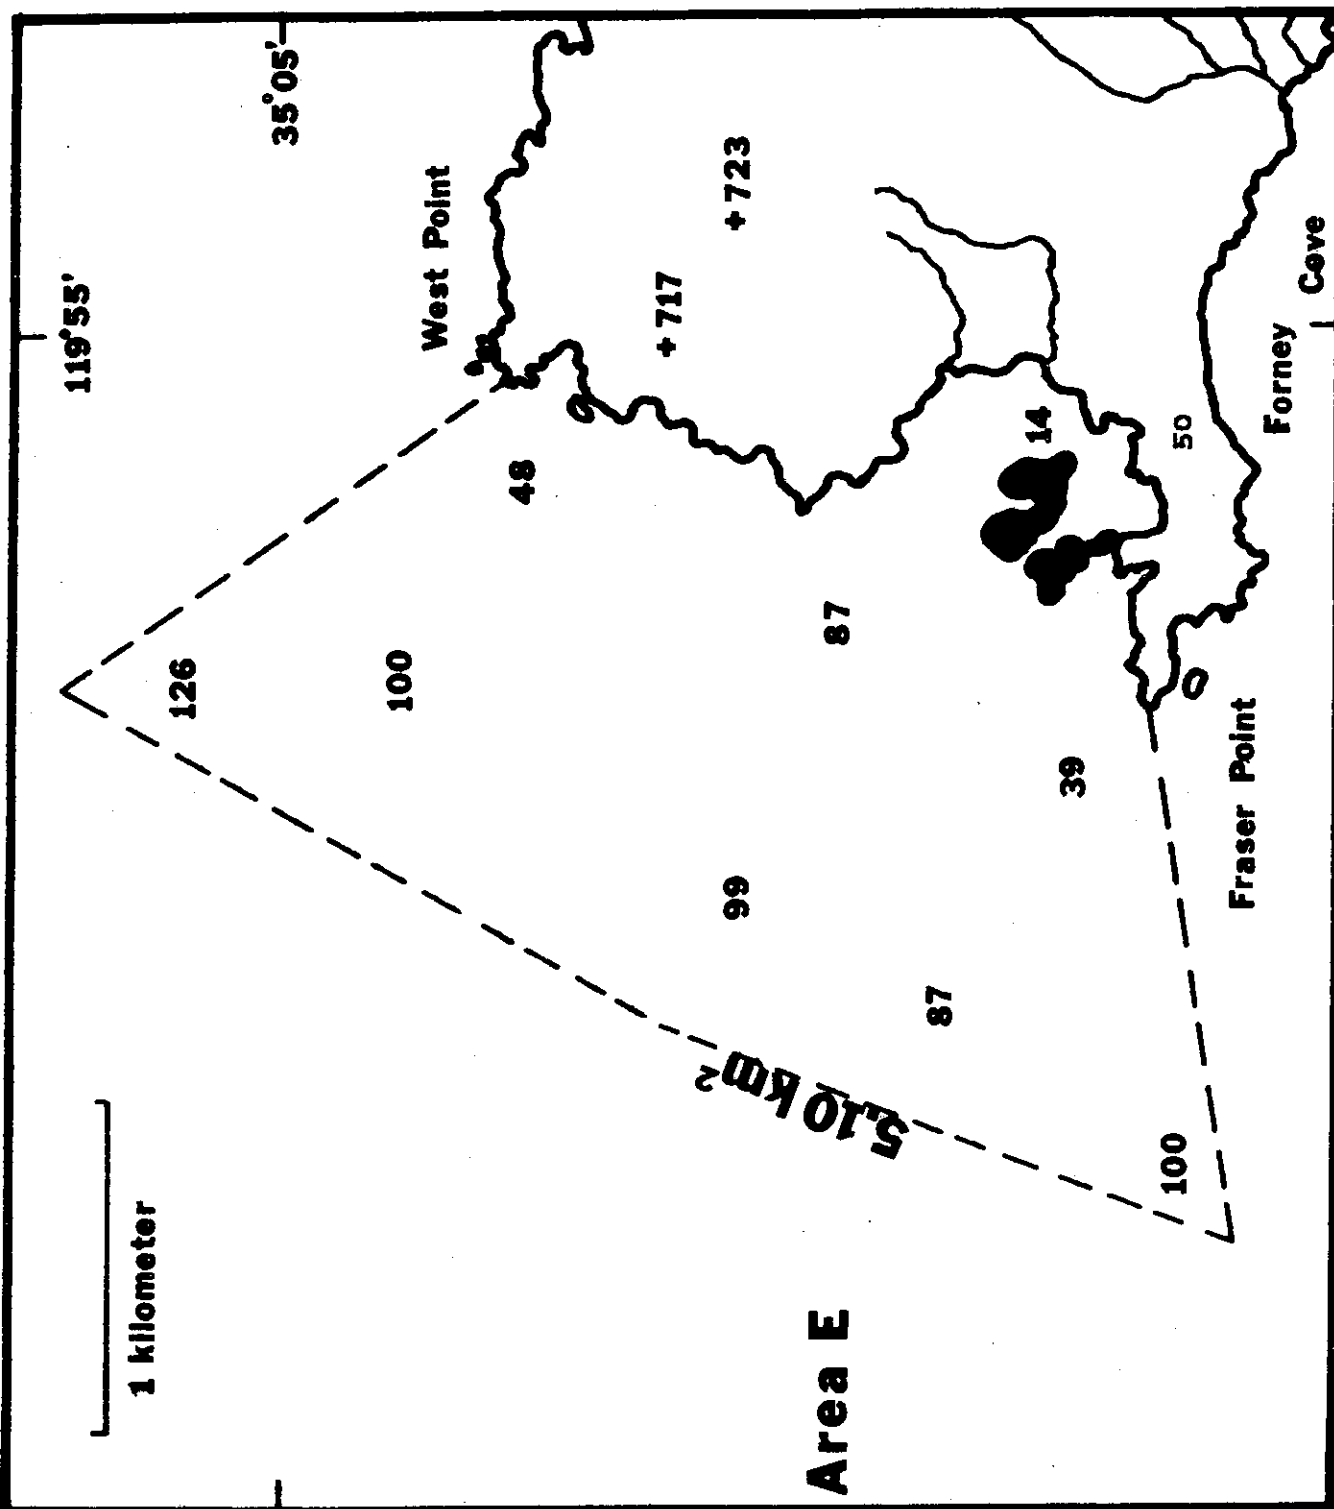 119°55'
1 kilometer
126
35°05'
100
West Point
48
+717
99
+723
5.10 km²
Area E
87
87
14
39
100
50
Fraser Point
Forney Cove